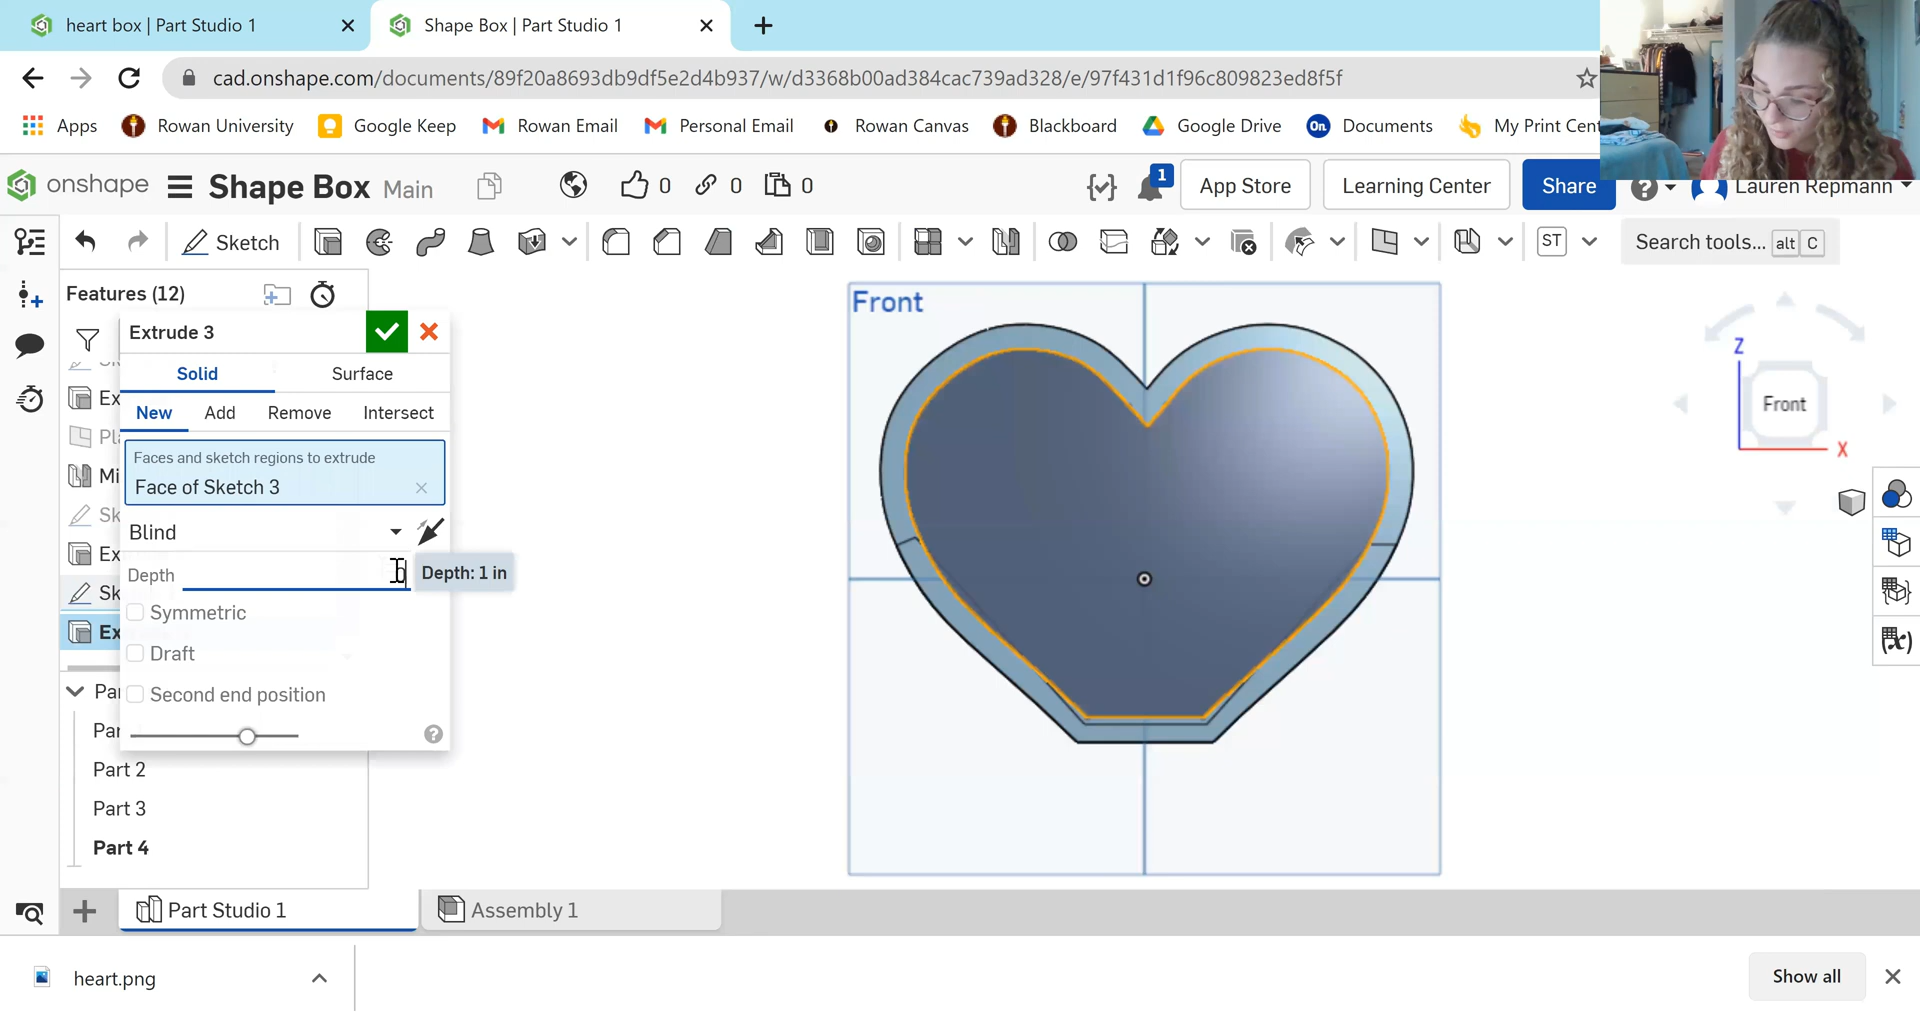 heart box | Part Studio 1
Shape Box | Part Studio 1
cad.onshape.com/documents/89f20a8693db9df5e2d4b937/w/d3368b00ad384cac739ad328/e/97f431d1f96c809823ed8f5f
Apps
Rowan University
Google Keep
Rowan Email
Personal Email
Rowan Canvas
Blackboard
Google Drive
On
Documents
My Print Cent
onshape
Shape Box Main
0
0
0
1
App Store
Learning Center
Share
Lauren Repmann
Sketch
ST
Search tools... alt C
Features (12)
Extrude 3
Solid
Surface
New
Add
Remove
Intersect
Faces and sketch regions to extrude
Face of Sketch 3
Blind
Depth
Depth: 1 in
Symmetric
Draft
Second end position
Ex
Pl
Mi
Sk
Ex
Sk
Ex
Par
Par
Part 2
Part 3
Part 4
Front
Z
Front
X
(x)
Part Studio 1
Assembly 1
heart.png
Show all